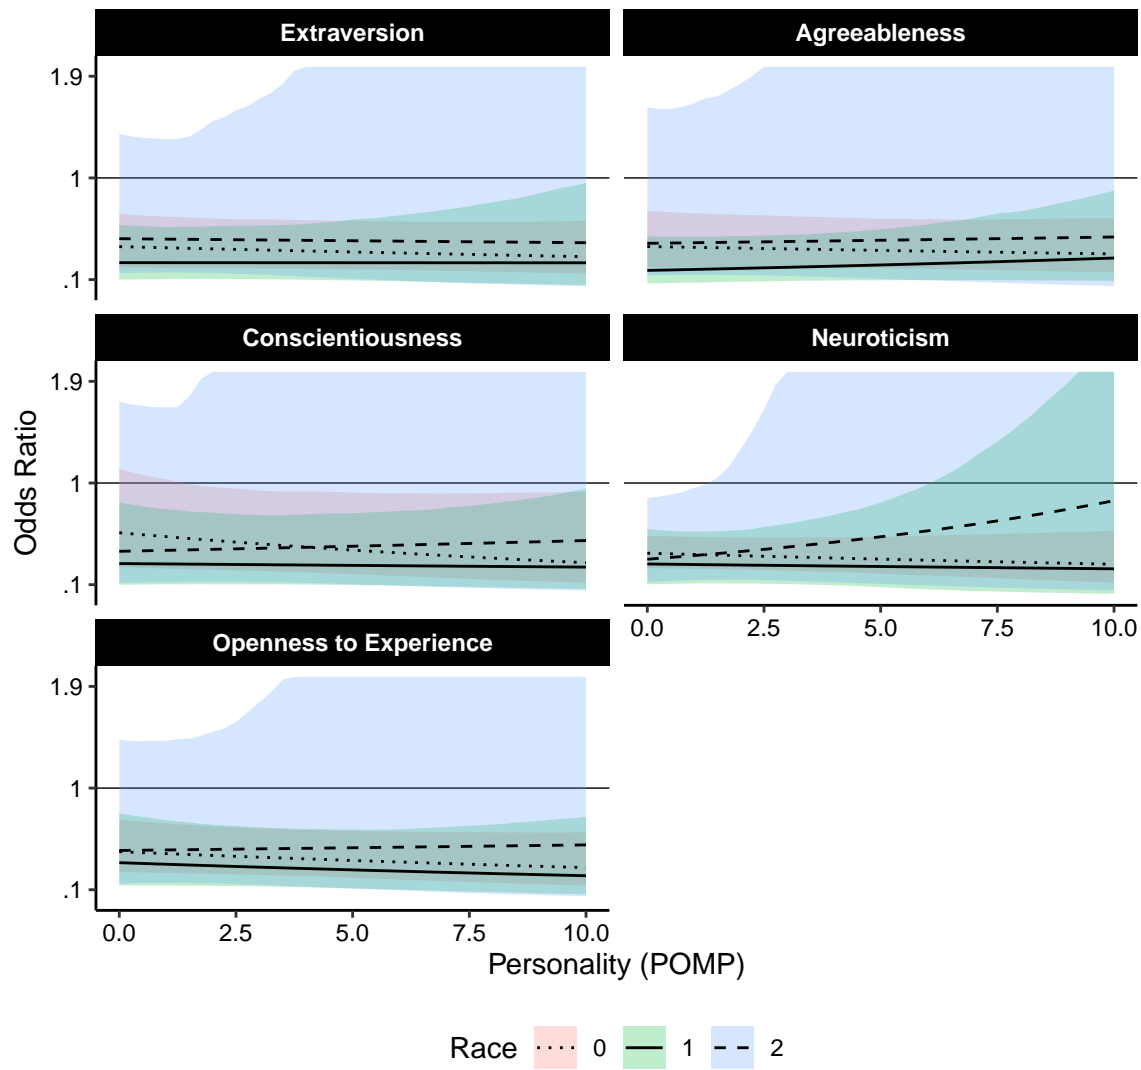 Extraversion
Agreeableness
1.9
1
.1
Conscientiousness
Neuroticism
1.9
1
.1
0.0 2.5 5.0 7.5 10.0
Openness to Experience
1.9
1
.1
0.0 2.5 5.0 7.5 10.0
Odds Ratio
Personality (POMP)
Race 0 1 2